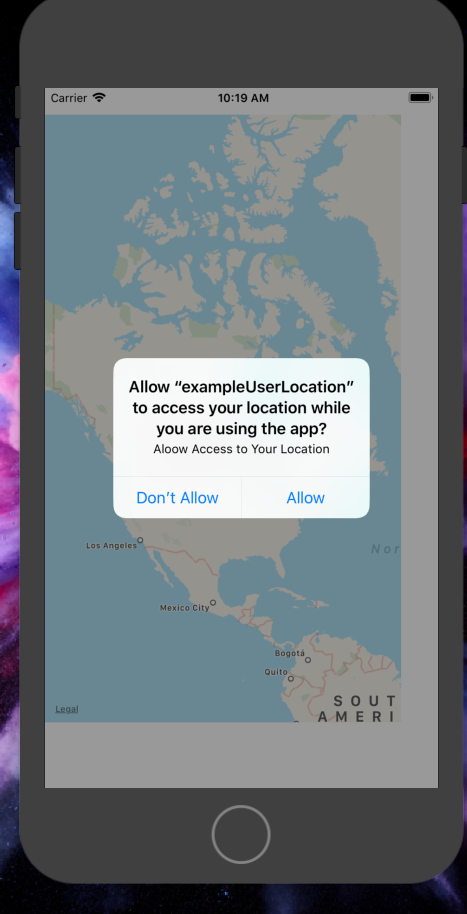 Carrier 10:19 AM
Allow “exampleUserLocation”
to access your location while
you are using the app?
Aloow Access to Your Location
Don’t Allow Allow
Los Angeles
Nor
Mexico City
Bogotá
Quito
SOUT
AMERI
Legal